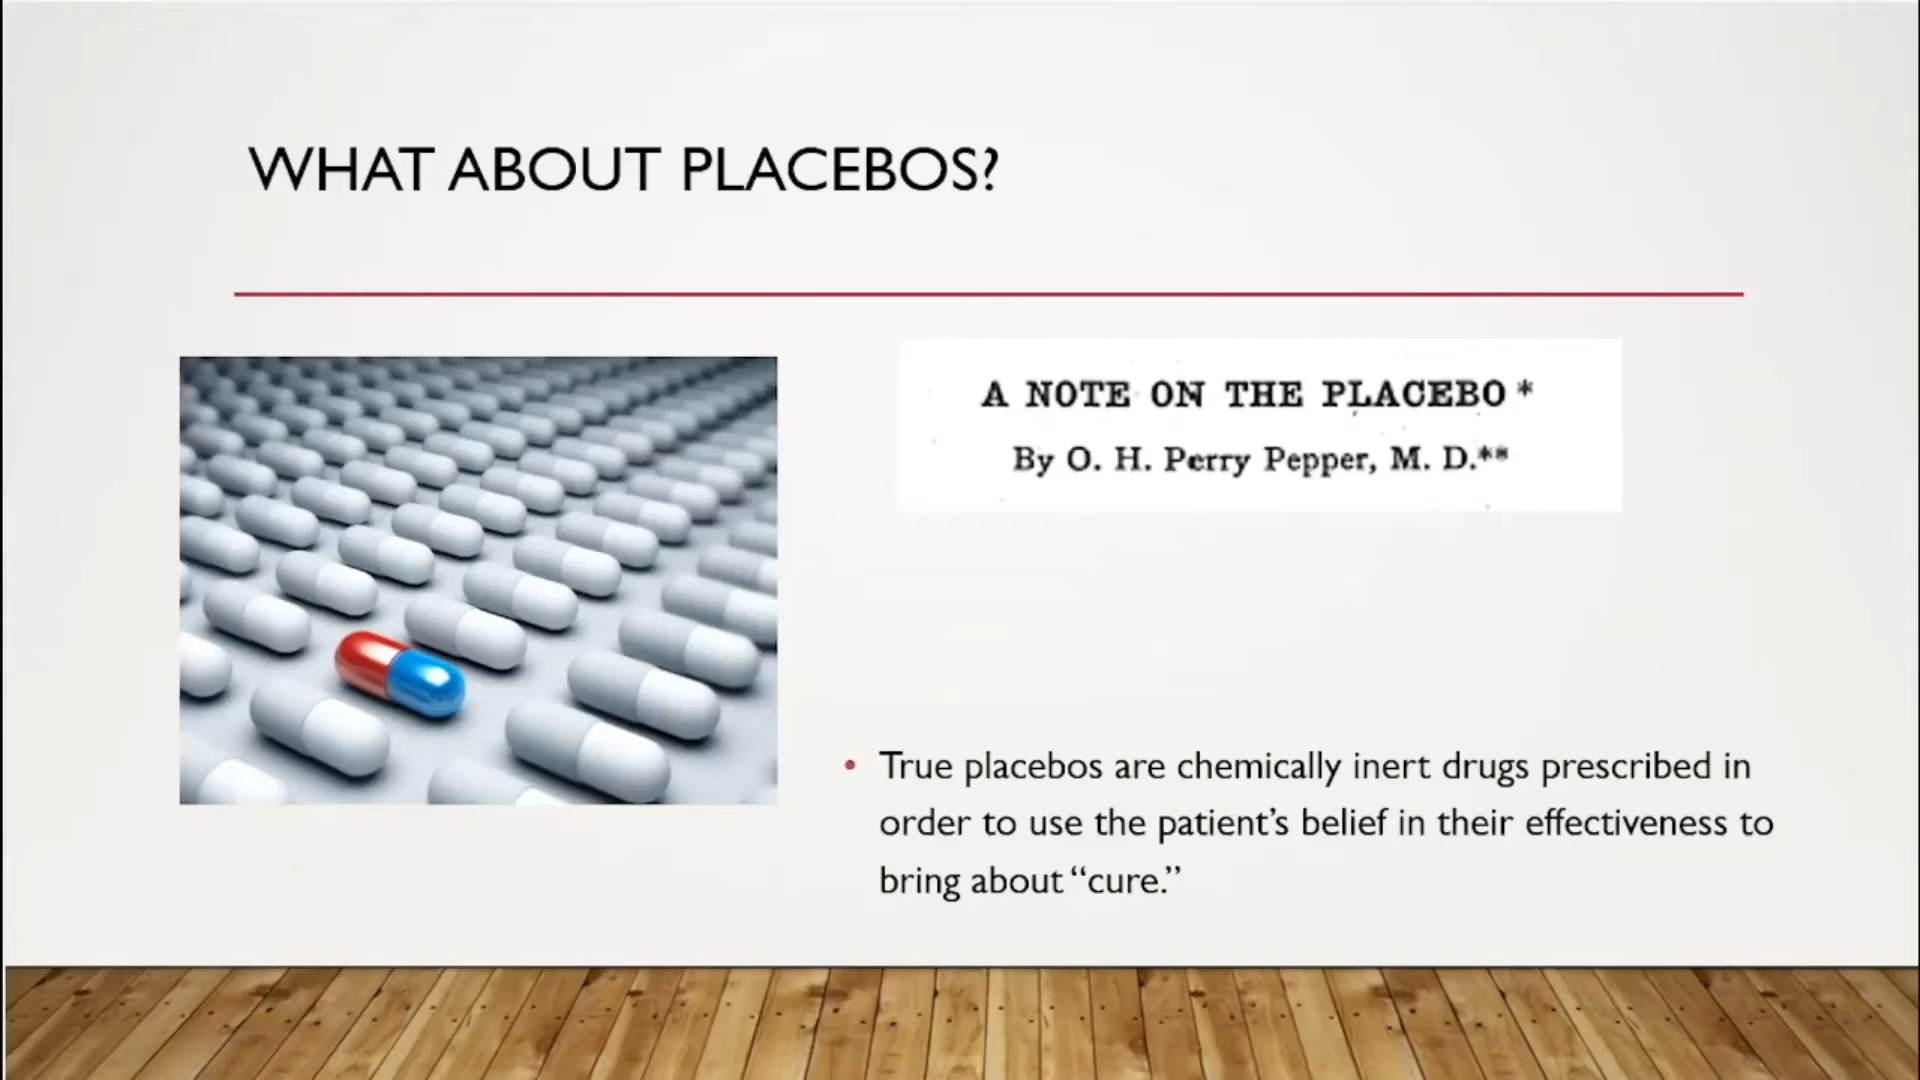 WHAT ABOUT PLACEBOS?
A NOTE ON THE PLACEBO *
By O. H. Perry Pepper, M. D.**
• True placebos are chemically inert drugs prescribed in
order to use the patient’s belief in their effectiveness to
bring about “cure.”